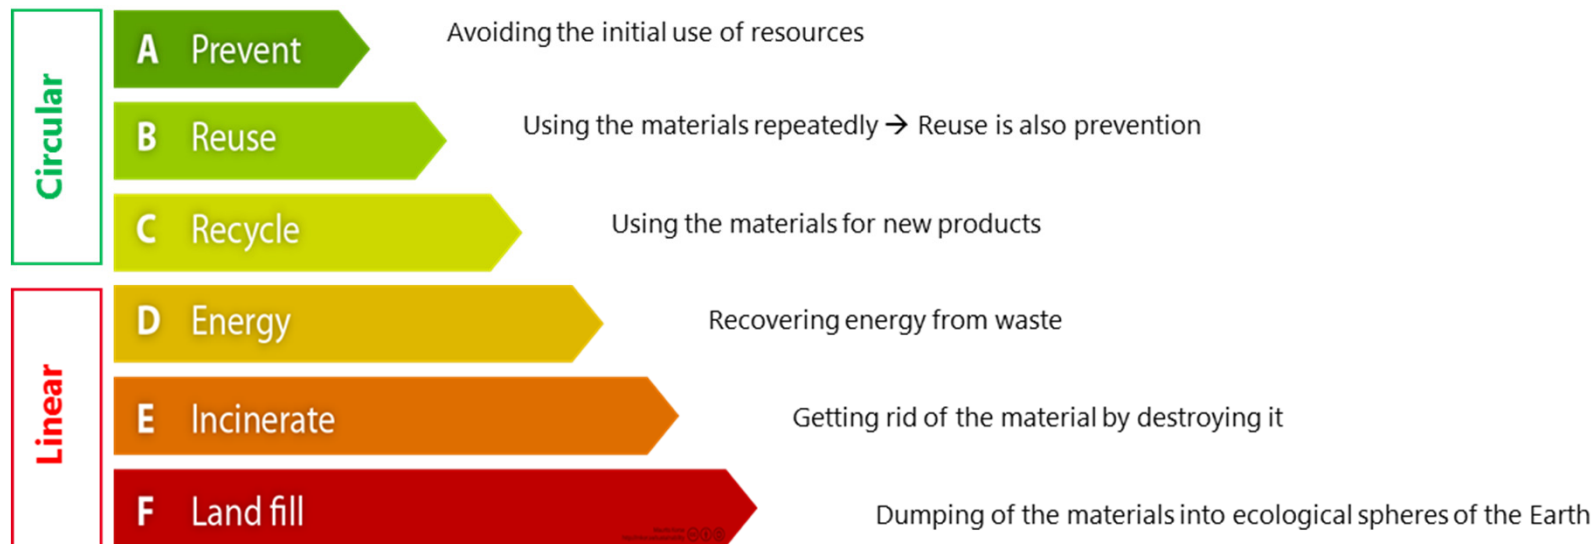 Circular
A Prevent
Avoiding the initial use of resources
B Reuse
Using the materials repeatedly → Reuse is also prevention
C Recycle
Using the materials for new products
Linear
D Energy
Recovering energy from waste
E Incinerate
Getting rid of the material by destroying it
F Land fill
Dumping of the materials into ecological spheres of the Earth